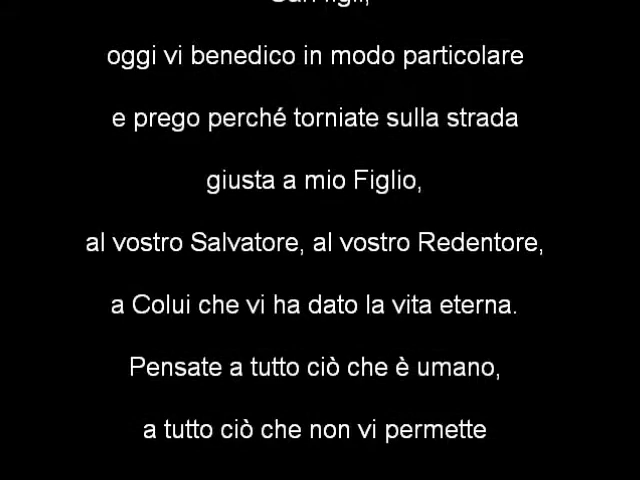 oggi vi benedico in modo particolare
e prego perché torniate sulla strada
giusta a mio Figlio,
al vostro Salvatore, al vostro Redentore,
a Colui che vi ha dato la vita eterna.
Pensate a tutto ciò che è umano,
a tutto ciò che non vi permette